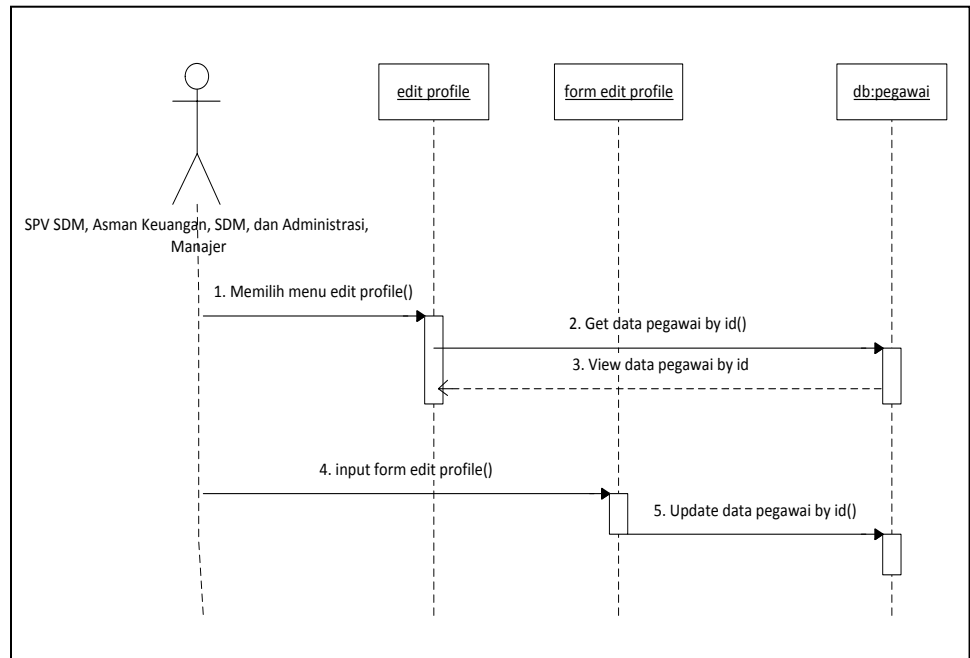 edit profile
form edit profile
db:pegawai
SPV SDM, Asman Keuangan, SDM, dan Administrasi,
Manajer
1. Memilih menu edit profile()
2. Get data pegawai by id()
3. View data pegawai by id
4. input form edit profile()
5. Update data pegawai by id()